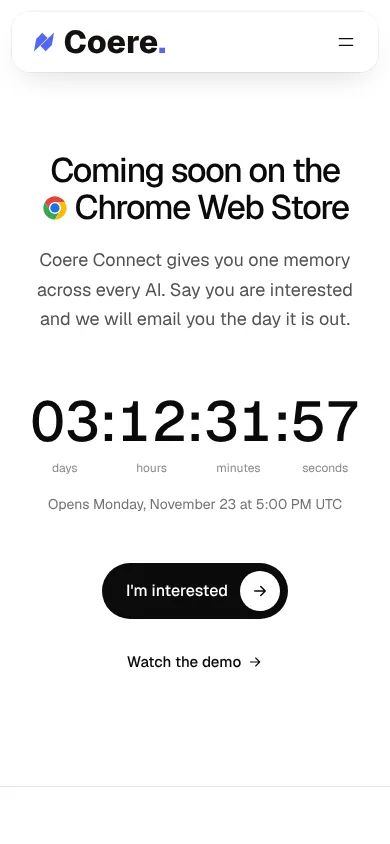 Coere.
Coming soon on the
Chrome Web Store
Coere Connect gives you one memory
across every AI. Say you are interested
and we will email you the day it is out.
03:12:31:57
days hours minutes seconds
Opens Monday, November 23 at 5:00 PM UTC
I'm interested →
Watch the demo →